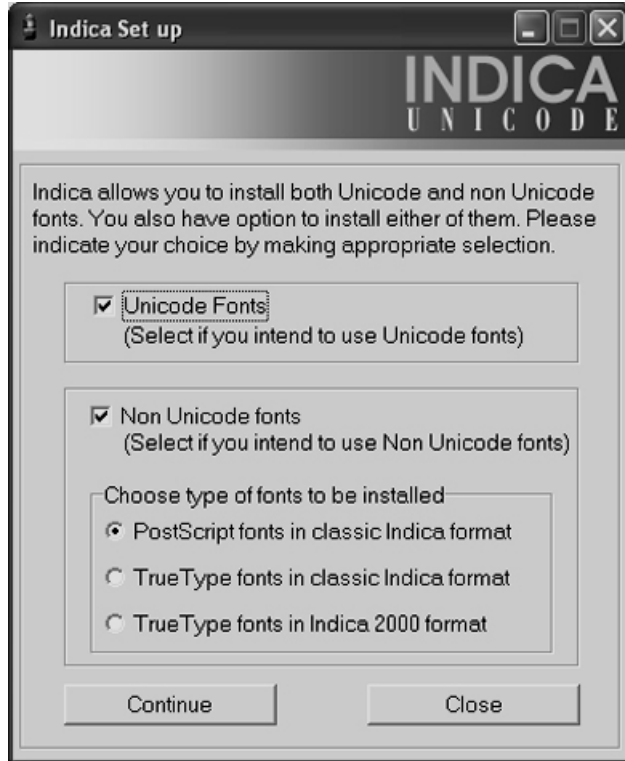 Indica Set up
INDICA
UNICODE
Indica allows you to install both Unicode and non Unicode
fonts. You also have option to install either of them. Please
indicate your choice by making appropriate selection.
Unicode Fonts
(Select if you intend to use Unicode fonts)
Non Unicode fonts
(Select if you intend to use Non Unicode fonts)
Choose type of fonts to be installed
PostScript fonts in classic Indica format
TrueType fonts in classic Indica format
TrueType fonts in Indica 2000 format
Continue
Close